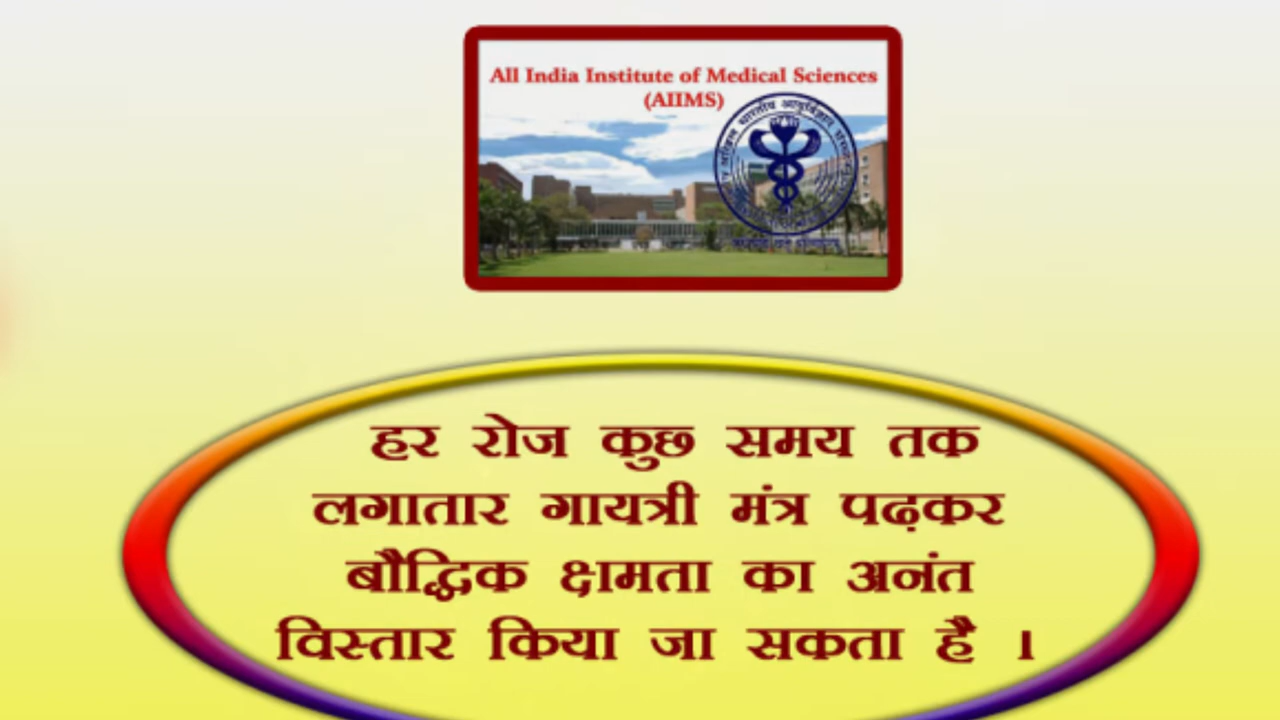 All India Institute of Medical Sciences
(AIIMS)
हर रोज कुछ समय तक
लगातार गायत्री मंत्र पढ़कर
बौद्धिक क्षमता का अनंत
विस्तार किया जा सकता है ।